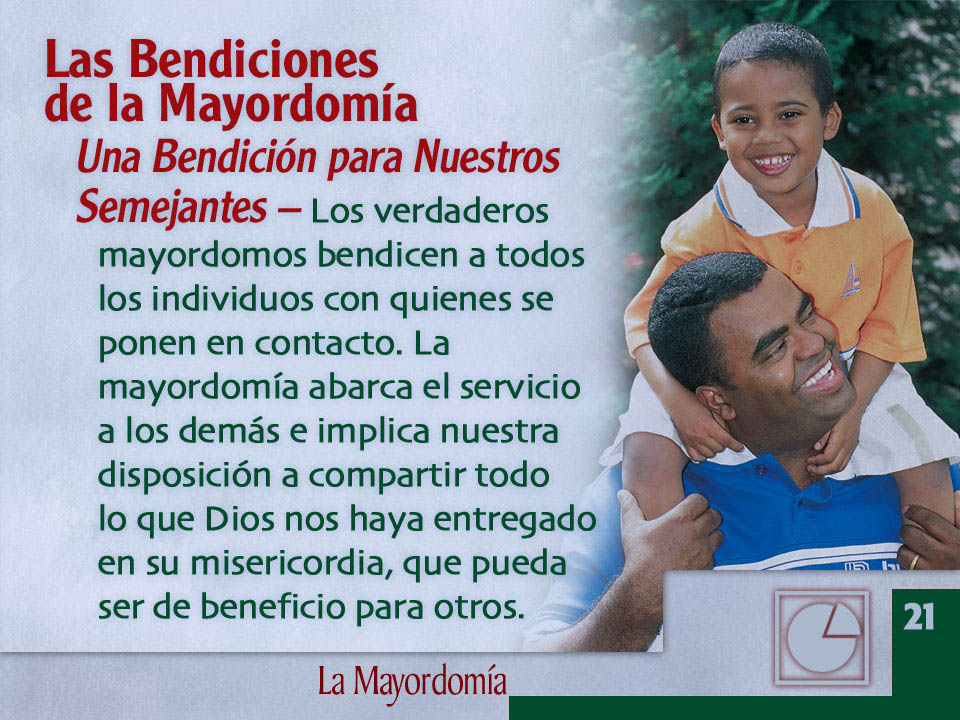 Las Bendiciones
de la Mayordomía
Una Bendición para Nuestros
Semejantes – Los verdaderos
mayordomos bendicen a todos
los individuos con quienes se
ponen en contacto. La
mayordomía abarca el servicio
a los demás e implica nuestra
disposición a compartir todo
lo que Dios nos haya entregado
en su misericordia, que pueda
ser de beneficio para otros.
21
La Mayordomía